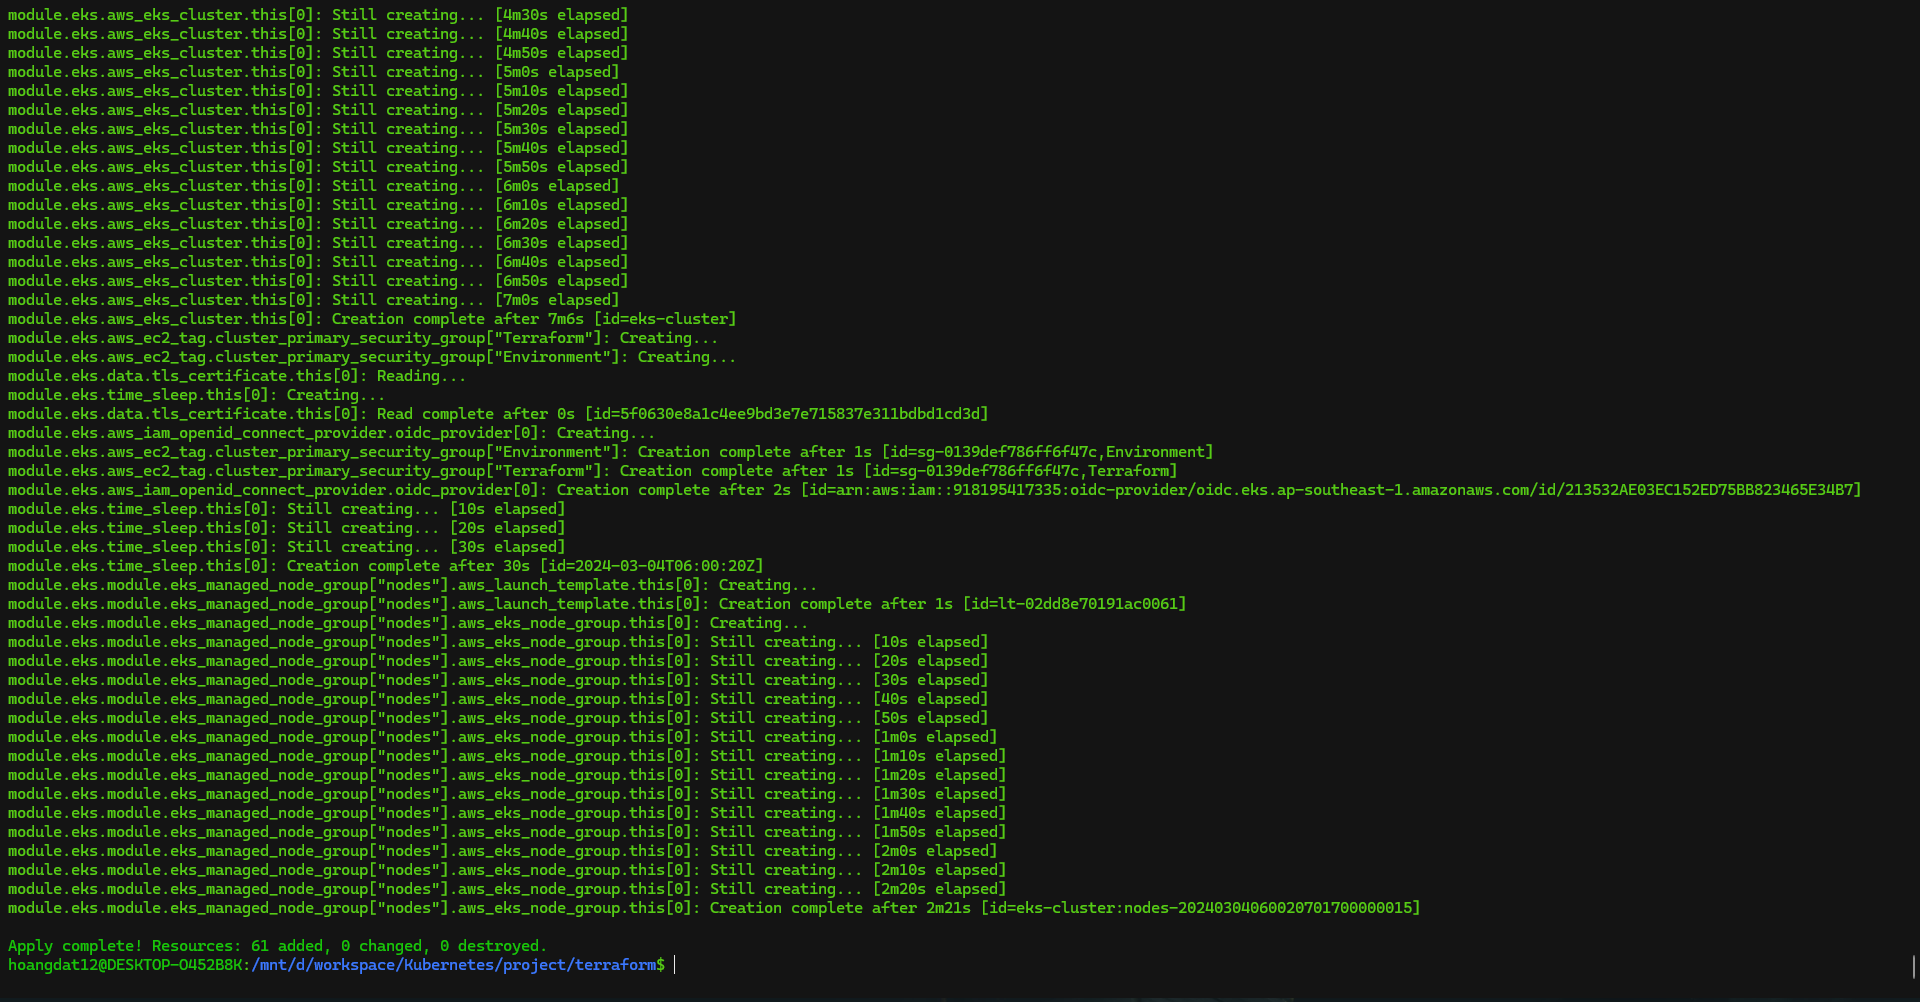 module.eks.aws_eks_cluster.this[0]: Still creating... [4m30s elapsed]
module.eks.aws_eks_cluster.this[0]: Still creating... [4m40s elapsed]
module.eks.aws_eks_cluster.this[0]: Still creating... [4m50s elapsed]
module.eks.aws_eks_cluster.this[0]: Still creating... [5m0s elapsed]
module.eks.aws_eks_cluster.this[0]: Still creating... [5m10s elapsed]
module.eks.aws_eks_cluster.this[0]: Still creating... [5m20s elapsed]
module.eks.aws_eks_cluster.this[0]: Still creating... [5m30s elapsed]
module.eks.aws_eks_cluster.this[0]: Still creating... [5m40s elapsed]
module.eks.aws_eks_cluster.this[0]: Still creating... [5m50s elapsed]
module.eks.aws_eks_cluster.this[0]: Still creating... [6m0s elapsed]
module.eks.aws_eks_cluster.this[0]: Still creating... [6m10s elapsed]
module.eks.aws_eks_cluster.this[0]: Still creating... [6m20s elapsed]
module.eks.aws_eks_cluster.this[0]: Still creating... [6m30s elapsed]
module.eks.aws_eks_cluster.this[0]: Still creating... [6m40s elapsed]
module.eks.aws_eks_cluster.this[0]: Still creating... [6m50s elapsed]
module.eks.aws_eks_cluster.this[0]: Still creating... [7m0s elapsed]
module.eks.aws_eks_cluster.this[0]: Creation complete after 7m6s [id=eks-cluster]
module.eks.aws_ec2_tag.cluster_primary_security_group["Terraform"]: Creating...
module.eks.aws_ec2_tag.cluster_primary_security_group["Environment"]: Creating...
module.eks.data.tls_certificate.this[0]: Reading...
module.eks.time_sleep.this[0]: Creating...
module.eks.data.tls_certificate.this[0]: Read complete after 0s [id=5f0630e8a1c4ee9bd3e7e715837e311bdbd1cd3d]
module.eks.aws_iam_openid_connect_provider.oidc_provider[0]: Creating...
module.eks.aws_ec2_tag.cluster_primary_security_group["Environment"]: Creation complete after 1s [id=sg-0139def786ff6f47c,Environment]
module.eks.aws_ec2_tag.cluster_primary_security_group["Terraform"]: Creation complete after 1s [id=sg-0139def786ff6f47c,Terraform]
module.eks.aws_iam_openid_connect_provider.oidc_provider[0]: Creation complete after 2s [id=arn:aws:iam::918195417335:oidc-provider/oidc.eks.ap-southeast-1.amazonaws.com/id/213532AE03EC152ED75BB823465E34B7]
module.eks.time_sleep.this[0]: Still creating... [10s elapsed]
module.eks.time_sleep.this[0]: Still creating... [20s elapsed]
module.eks.time_sleep.this[0]: Still creating... [30s elapsed]
module.eks.time_sleep.this[0]: Creation complete after 30s [id=2024-03-04T06:00:20Z]
module.eks.module.eks_managed_node_group["nodes"].aws_launch_template.this[0]: Creating...
module.eks.module.eks_managed_node_group["nodes"].aws_launch_template.this[0]: Creation complete after 1s [id=lt-02dd8e70191ac0061]
module.eks.module.eks_managed_node_group["nodes"].aws_eks_node_group.this[0]: Creating...
module.eks.module.eks_managed_node_group["nodes"].aws_eks_node_group.this[0]: Still creating... [10s elapsed]
module.eks.module.eks_managed_node_group["nodes"].aws_eks_node_group.this[0]: Still creating... [20s elapsed]
module.eks.module.eks_managed_node_group["nodes"].aws_eks_node_group.this[0]: Still creating... [30s elapsed]
module.eks.module.eks_managed_node_group["nodes"].aws_eks_node_group.this[0]: Still creating... [40s elapsed]
module.eks.module.eks_managed_node_group["nodes"].aws_eks_node_group.this[0]: Still creating... [50s elapsed]
module.eks.module.eks_managed_node_group["nodes"].aws_eks_node_group.this[0]: Still creating... [1m0s elapsed]
module.eks.module.eks_managed_node_group["nodes"].aws_eks_node_group.this[0]: Still creating... [1m10s elapsed]
module.eks.module.eks_managed_node_group["nodes"].aws_eks_node_group.this[0]: Still creating... [1m20s elapsed]
module.eks.module.eks_managed_node_group["nodes"].aws_eks_node_group.this[0]: Still creating... [1m30s elapsed]
module.eks.module.eks_managed_node_group["nodes"].aws_eks_node_group.this[0]: Still creating... [1m40s elapsed]
module.eks.module.eks_managed_node_group["nodes"].aws_eks_node_group.this[0]: Still creating... [1m50s elapsed]
module.eks.module.eks_managed_node_group["nodes"].aws_eks_node_group.this[0]: Still creating... [2m0s elapsed]
module.eks.module.eks_managed_node_group["nodes"].aws_eks_node_group.this[0]: Still creating... [2m10s elapsed]
module.eks.module.eks_managed_node_group["nodes"].aws_eks_node_group.this[0]: Still creating... [2m20s elapsed]
module.eks.module.eks_managed_node_group["nodes"].aws_eks_node_group.this[0]: Creation complete after 2m21s [id=eks-cluster:nodes-20240304060020701700000015]
Apply complete! Resources: 61 added, 0 changed, 0 destroyed.
hoangdat12@DESKTOP-O452B8K:/mnt/d/workspace/Kubernetes/project/terraform$